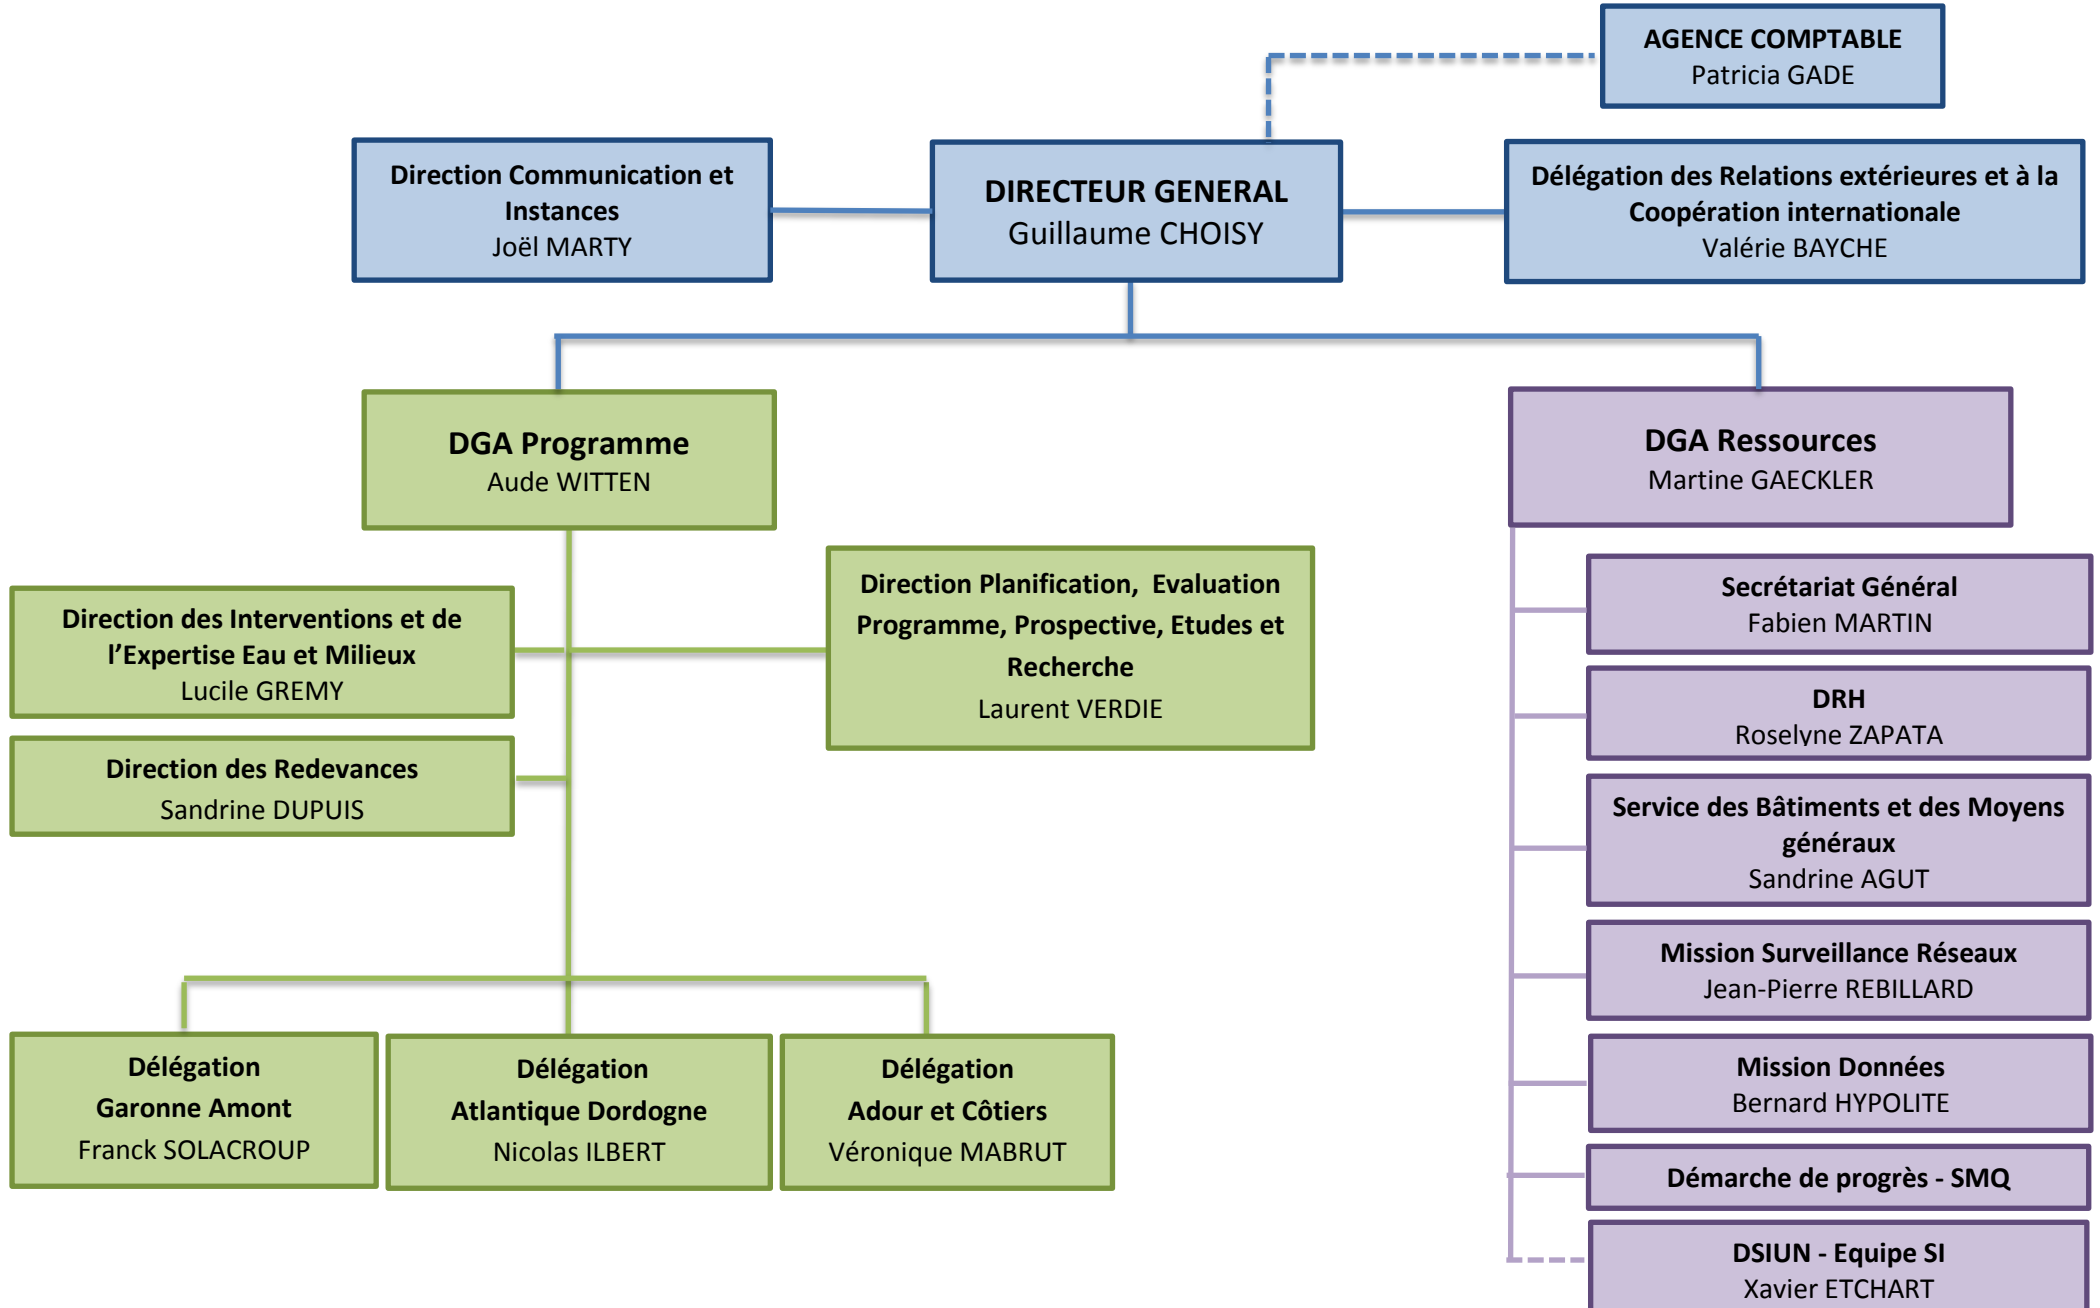 AGENCE COMPTABLE
Patricia GADE
Direction Communication et
Instances
Joël MARTY
DIRECTEUR GENERAL
Guillaume CHOISY
Délégation des Relations extérieures et à la
Coopération internationale
Valérie BAYCHE
DGA Programme
Aude WITTEN
DGA Ressources
Martine GAECKLER
Direction des Interventions et de
l’Expertise Eau et Milieux
Lucile GREMY
Direction Planification, Evaluation
Programme, Prospective, Etudes et
Recherche
Laurent VERDIE
Direction des Redevances
Sandrine DUPUIS
Délégation
Garonne Amont
Franck SOLACROUP
Délégation
Atlantique Dordogne
Nicolas ILBERT
Délégation
Adour et Côtiers
Véronique MABRUT
Secrétariat Général
Fabien MARTIN
DRH
Roselyne ZAPATA
Service des Bâtiments et des Moyens
généraux
Sandrine AGUT
Mission Surveillance Réseaux
Jean-Pierre REBILLARD
Mission Données
Bernard HYPOLITE
Démarche de progrès - SMQ
DSIUN - Equipe SI
Xavier ETCHART